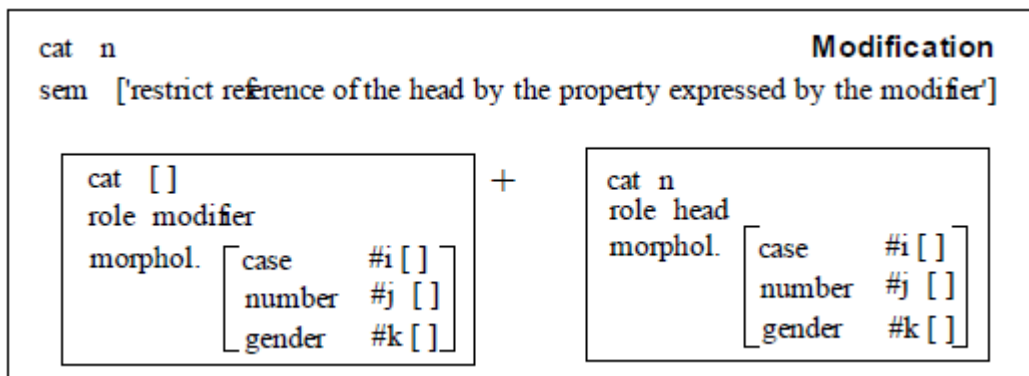 cat n Modification
sem ['restrict reference of the head by the property expressed by the modifier']
cat [ ]
role modifier
morphol. case #i [ ]
number #j [ ]
gender #k [ ]
+
cat n
role head
morphol. case #i [ ]
number #j [ ]
gender #k [ ]